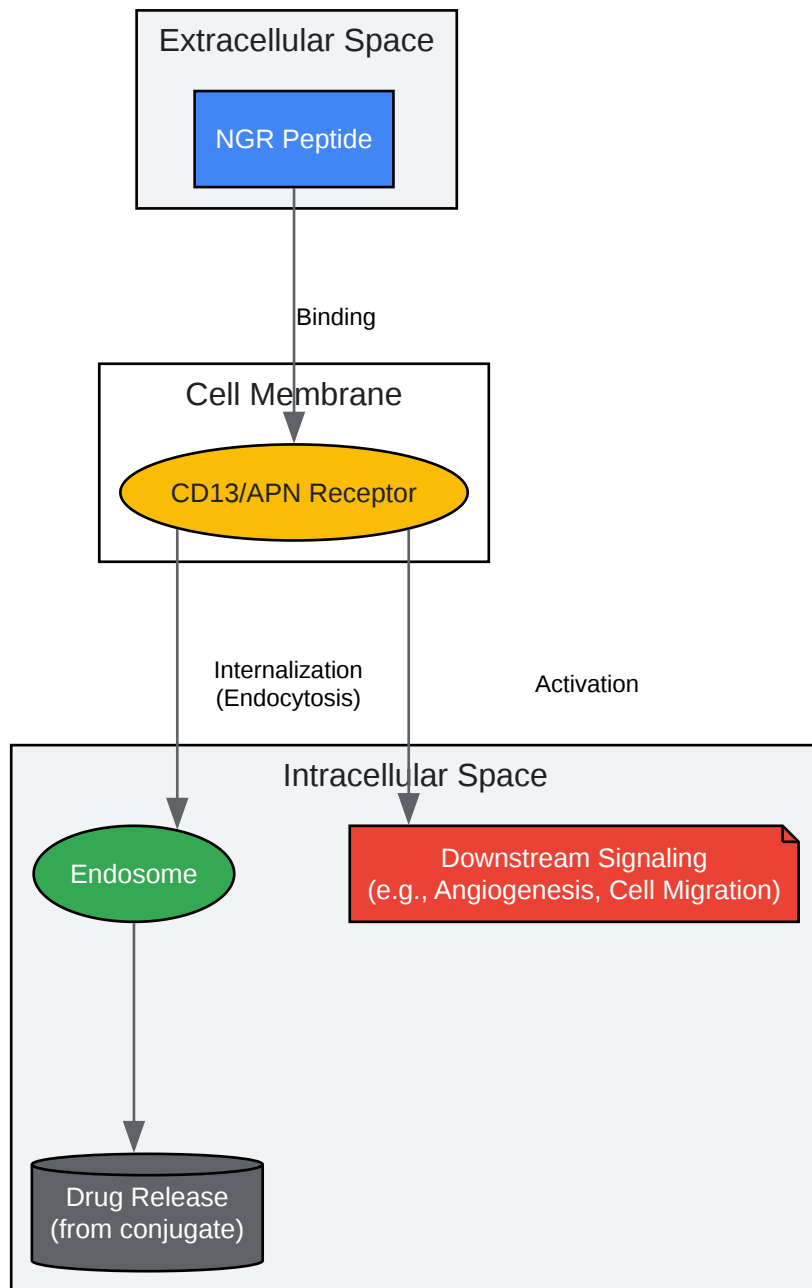 Extracellular Space
NGR Peptide
Binding
Cell Membrane
CD13/APN Receptor
Internalization
(Endocytosis)
Activation
Intracellular Space
Endosome
Downstream Signaling
(e.g., Angiogenesis, Cell Migration)
Drug Release
(from conjugate)